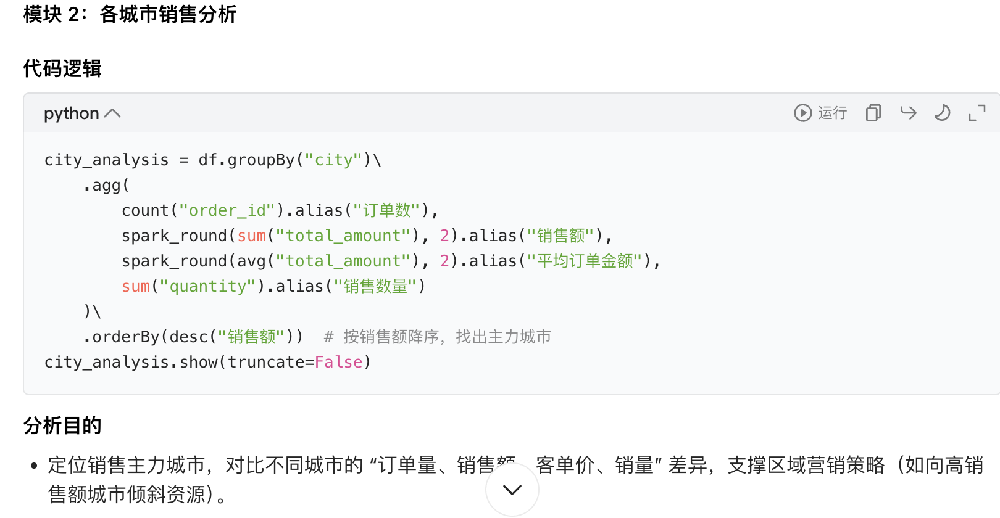 模块 2：各城市销售分析
代码逻辑
python 运行
city_analysis = df.groupBy("city")\
    .agg(
        count("order_id").alias("订单数"),
        spark_round(sum("total_amount"), 2).alias("销售额"),
        spark_round(avg("total_amount"), 2).alias("平均订单金额"),
        sum("quantity").alias("销售数量")
    )\
    .orderBy(desc("销售额"))  # 按销售额降序，找出主力城市
city_analysis.show(truncate=False)
分析目的
• 定位销售主力城市，对比不同城市的 “订单量、销售额、客单价、销量” 差异，支撑区域营销策略（如向高销
售额城市倾斜资源）。